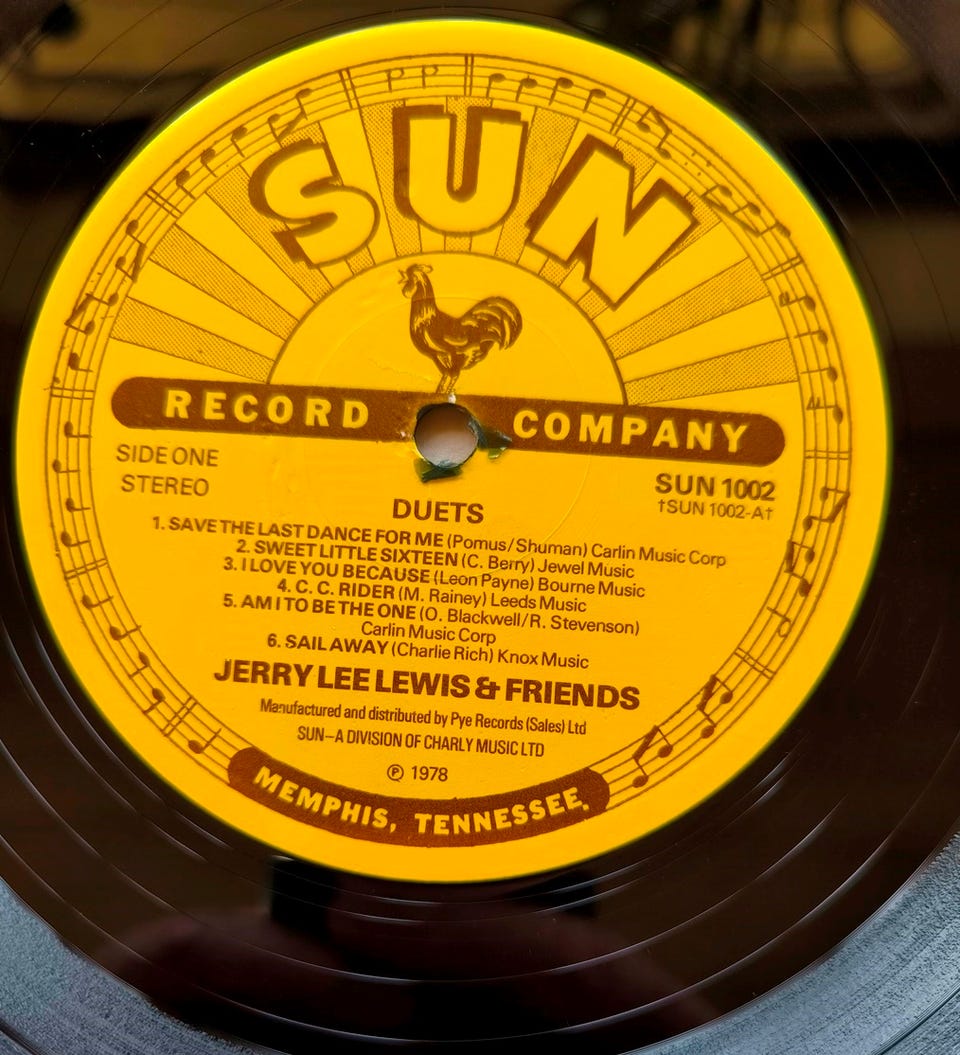 SUN
RECORD COMPANY
SIDE ONE
STEREO
SUN 1002
†SUN 1002-A†
DUETS
1. SAVE THE LAST DANCE FOR ME (Pomus/Shuman) Carlin Music Corp
2. SWEET LITTLE SIXTEEN (C. Berry) Jewel Music
3. I LOVE YOU BECAUSE (Leon Payne) Bourne Music
4. C. C. RIDER (M. Rainey) Leeds Music
5. AM I TO BE THE ONE (O. Blackwell/R. Stevenson)
Carlin Music Corp
6. SAIL AWAY (Charlie Rich) Knox Music
JERRY LEE LEWIS & FRIENDS
Manufactured and distributed by Pye Records (Sales) Ltd
SUN—A DIVISION OF CHARLY MUSIC LTD
℗ 1978
MEMPHIS, TENNESSEE.